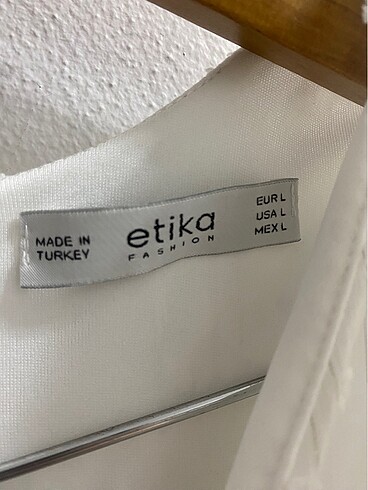 MADE IN
TURKEY
etika
FASHION
EUR L
USA L
MEX L